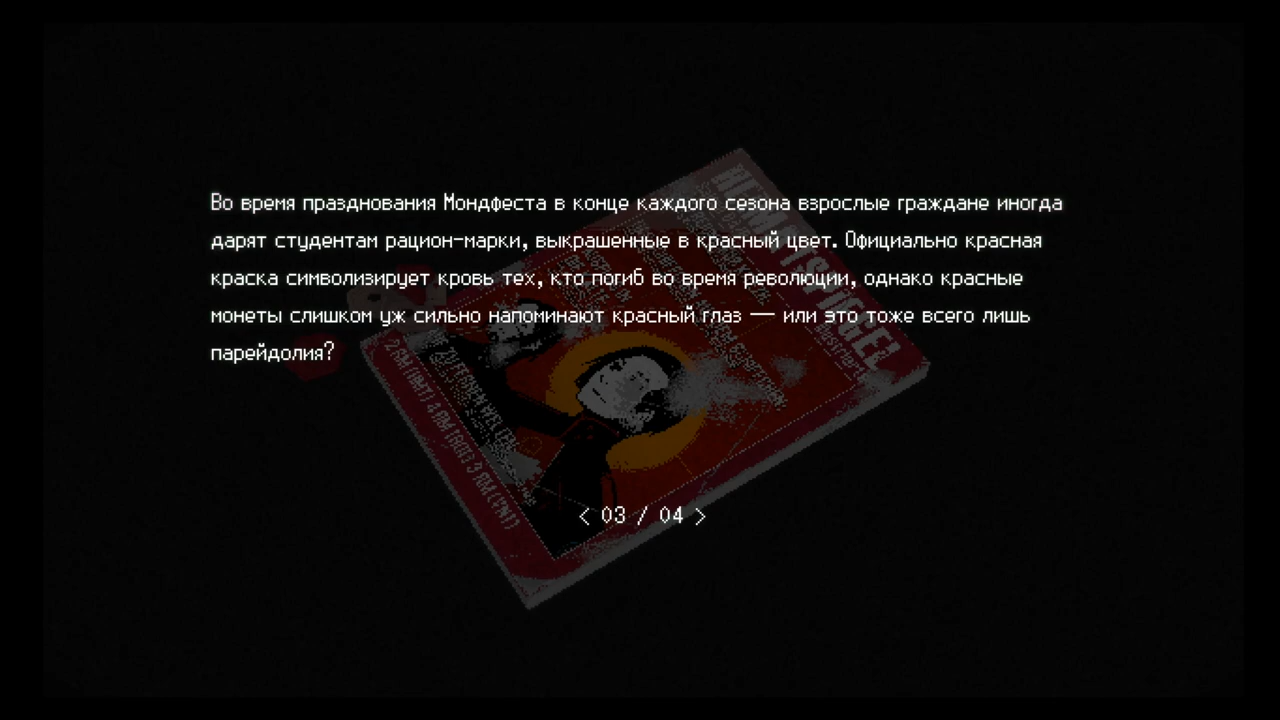 Во время празднования Мондфеста в конце каждого сезона взрослые граждане иногда
дарят студентам рацион-марки, выкрашенные в красный цвет. Официально красная
краска символизирует кровь тех, кто погиб во время революции, однако красные
монеты слишком уж сильно напоминают красный глаз — или это тоже всего лишь
парейдолия?
< 03 / 04 >